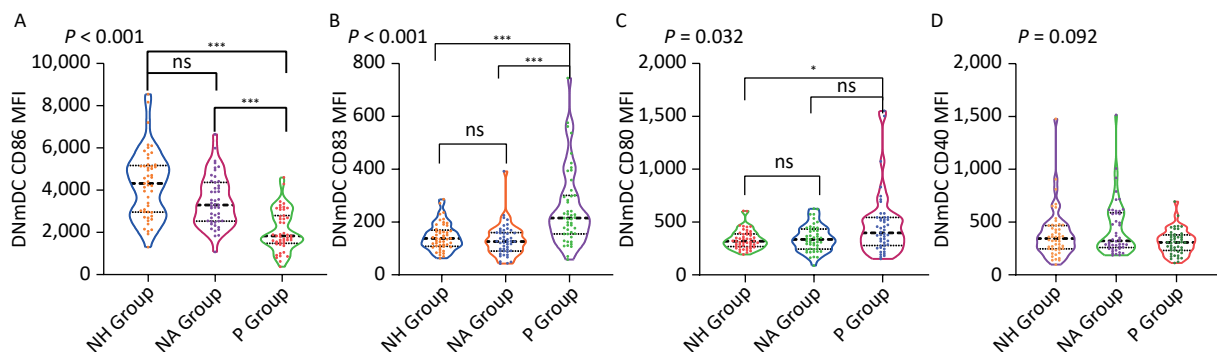 A
P < 0.001
***
ns
***
10,000
8,000
6,000
4,000
2,000
0
DNmDC CD86 MFI
NH Group
NA Group
P Group
B
P < 0.001
***
***
ns
800
600
400
200
0
DNmDC CD83 MFI
NH Group
NA Group
P Group
C
P = 0.032
*
ns
ns
2,000
1,500
1,000
500
0
DNmDC CD80 MFI
NH Group
NA Group
P Group
D
P = 0.092
2,000
1,500
1,000
500
0
DNmDC CD40 MFI
NH Group
NA Group
P Group